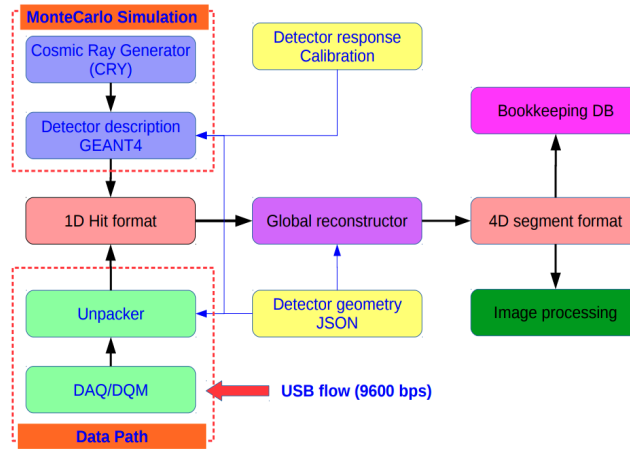 MonteCarlo Simulation
Cosmic Ray Generator
(CRY)
Detector response
Calibration
Detector description
GEANT4
Bookkeeping DB
1D Hit format
Global reconstructor
4D segment format
Unpacker
Detector geometry
JSON
Image processing
DAQ/DQM
USB flow (9600 bps)
Data Path